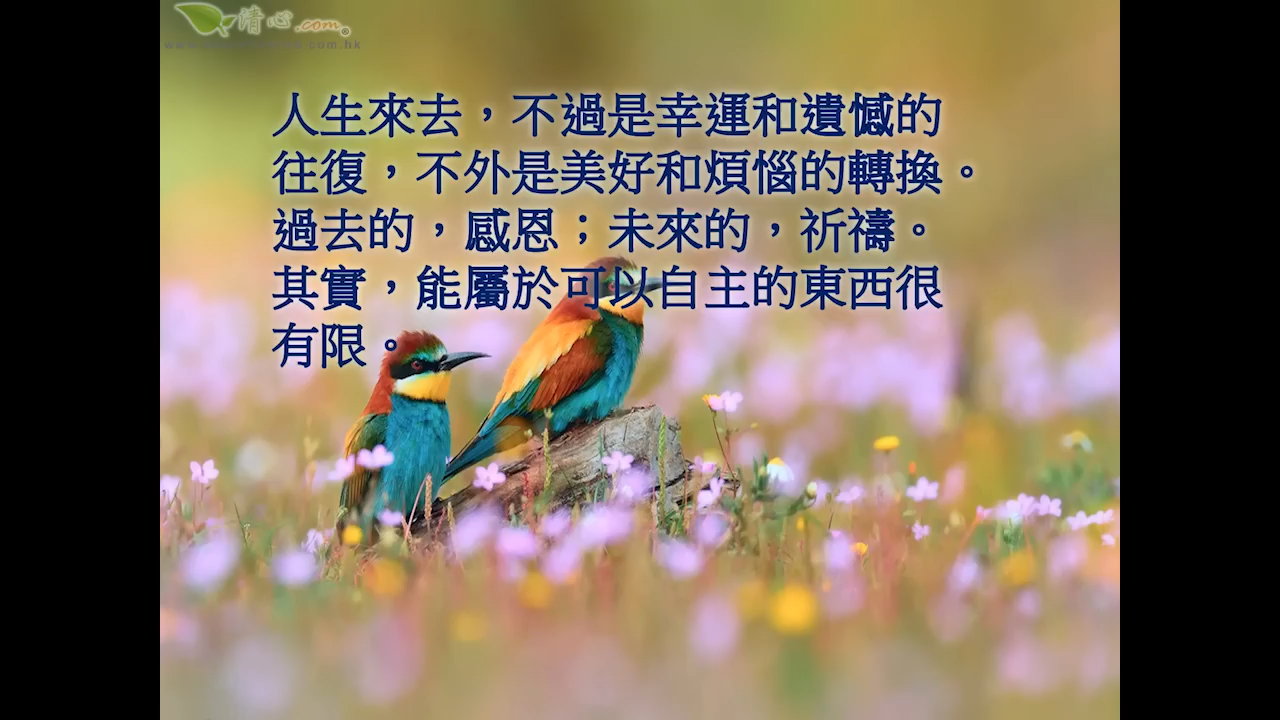 清心.com
人生來去，不過是幸運和遺憾的
往復，不外是美好和煩惱的轉換。
過去的，感恩；未來的，祈禱。
其實，能屬於可以自主的東西很
有限。